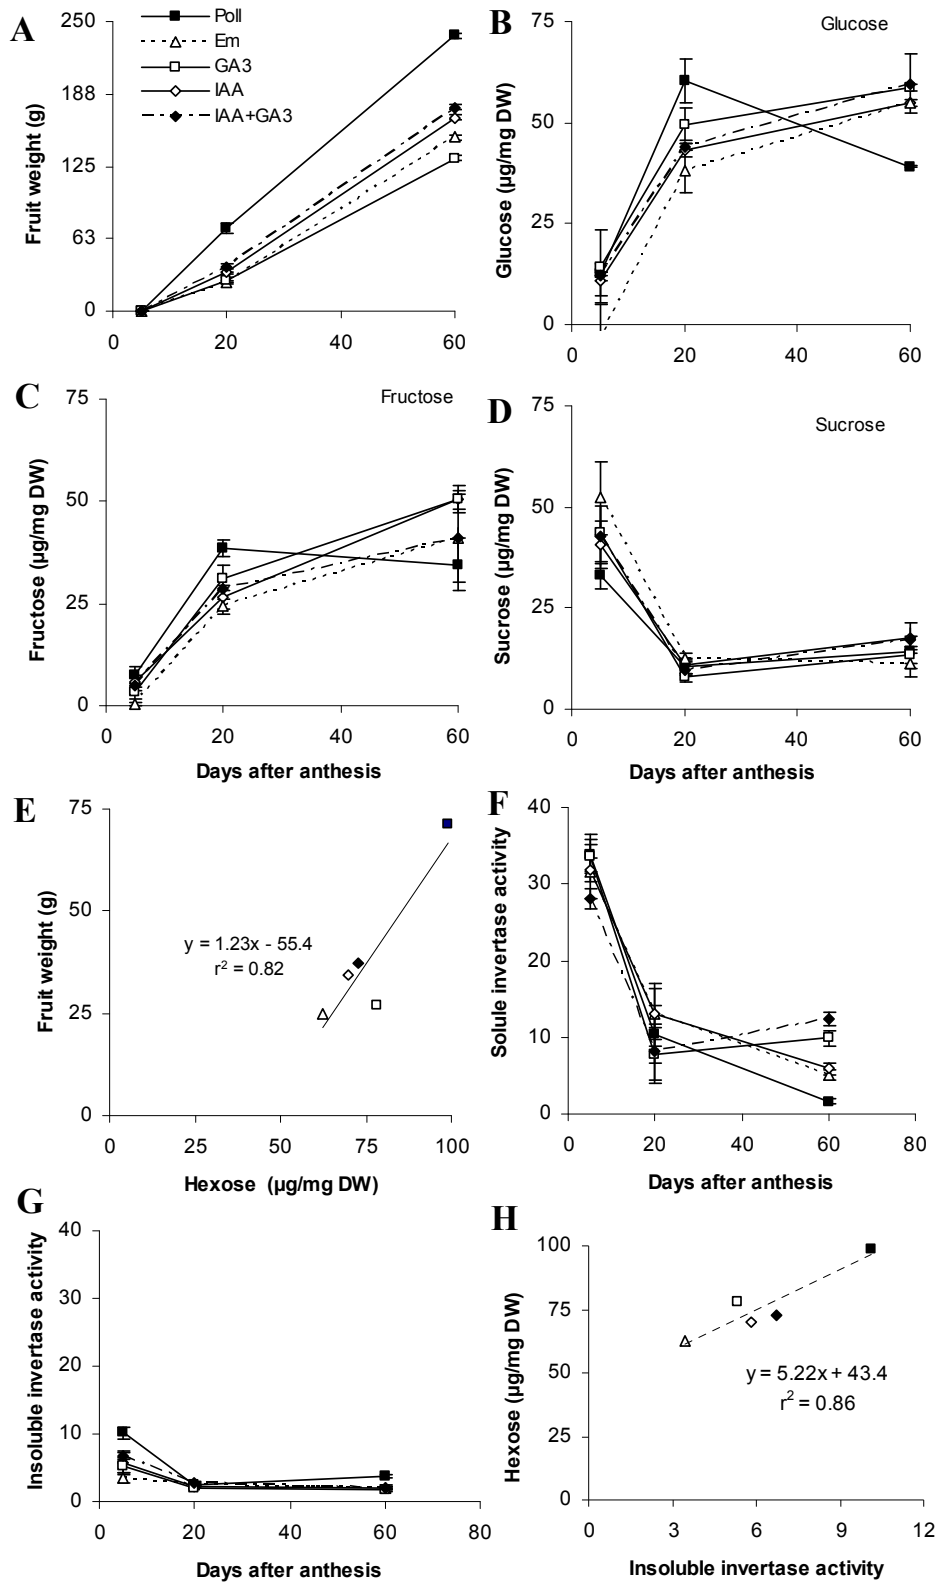 A
250
188
125
63
0
Fruit weight (g)
0 20 40 60
Poll
Em
GA3
IAA
IAA+GA3
B
Glucose
75
50
25
0
Glucose (µg/mg DW)
0 20 40 60
C
Fructose
75
50
25
0
Fructose (µg/mg DW)
0 20 40 60
Days after anthesis
D
Sucrose
75
50
25
0
Sucrose (µg/mg DW)
0 20 40 60
Days after anthesis
E
75
50
25
0
Fruit weight (g)
y = 1.23x - 55.4
r² = 0.82
0 25 50 75 100
Hexose (µg/mg DW)
F
40
30
20
10
0
Solule invertase activity
0 20 40 60 80
Days after anthesis
G
40
30
20
10
0
Insoluble invertase activity
0 20 40 60 80
Days after anthesis
H
100
75
50
25
0
Hexose (µg/mg DW)
y = 5.22x + 43.4
r² = 0.86
0 3 6 9 12
Insoluble invertase activity